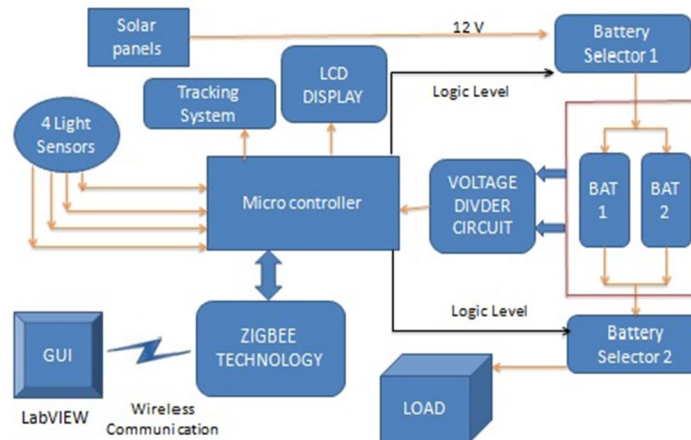 Solar
panels
12 V
Battery
Selector 1
LCD
DISPLAY
Tracking
System
Logic Level
4 Light
Sensors
Micro controller
VOLTAGE
DIVDER
CIRCUIT
BAT
1
BAT
2
Logic Level
Battery
Selector 2
GUI
ZIGBEE
TECHNOLOGY
LOAD
LabVIEW
Wireless
Communication